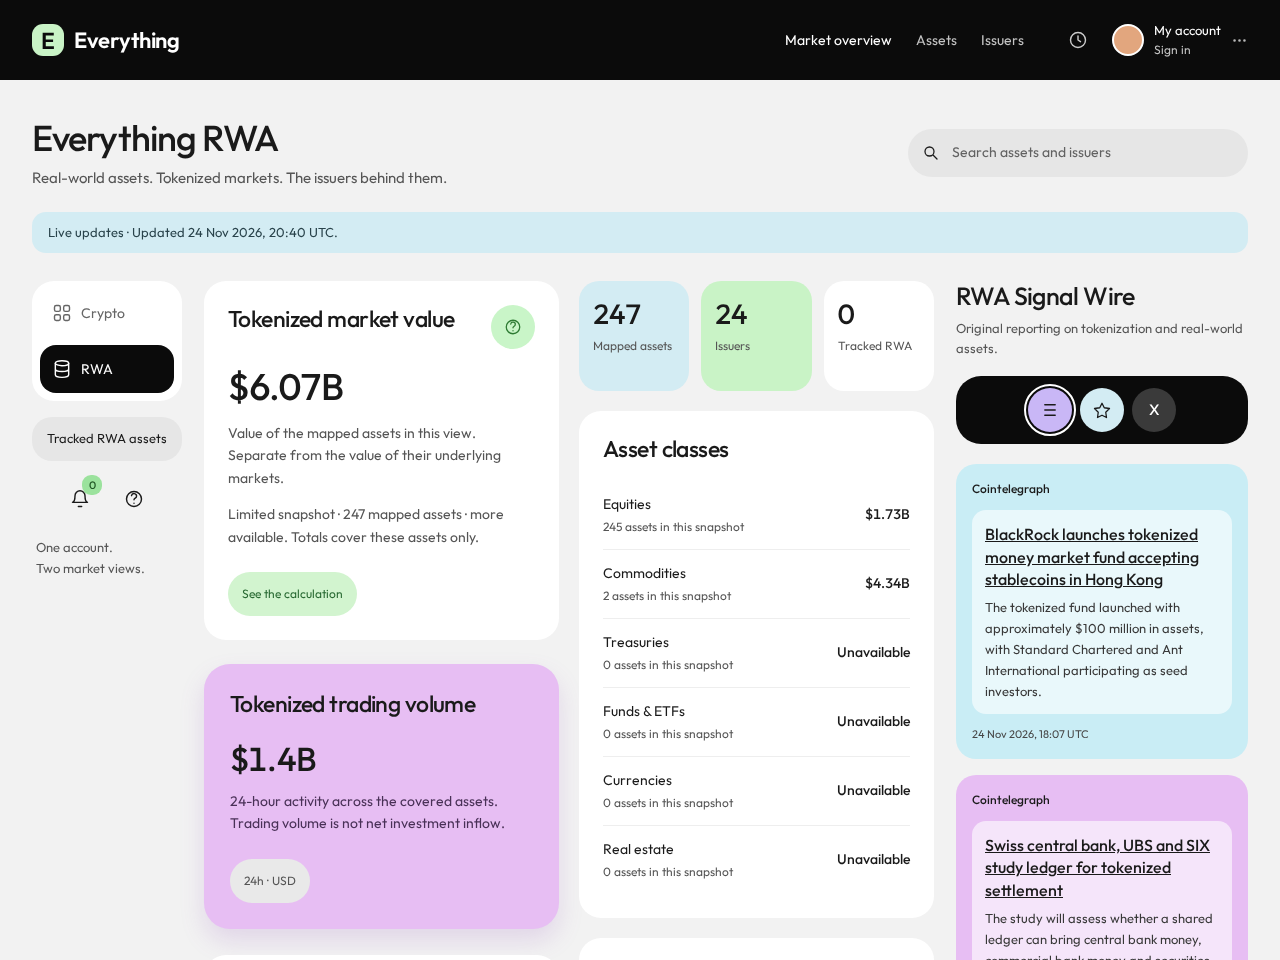 E Everything
Market overview
Assets
Issuers
My account
Sign in
Everything RWA
Real-world assets. Tokenized markets. The issuers behind them.
Search assets and issuers
Live updates · Updated 24 Nov 2026, 20:40 UTC.
Crypto
RWA
Tracked RWA assets
0
One account.
Two market views.
Tokenized market value
$6.07B
Value of the mapped assets in this view.
Separate from the value of their underlying
markets.
Limited snapshot · 247 mapped assets · more
available. Totals cover these assets only.
See the calculation
Tokenized trading volume
$1.4B
24-hour activity across the covered assets.
Trading volume is not net investment inflow.
24h · USD
247
Mapped assets
24
Issuers
0
Tracked RWA
Asset classes
Equities
245 assets in this snapshot
$1.73B
Commodities
2 assets in this snapshot
$4.34B
Treasuries
0 assets in this snapshot
Unavailable
Funds & ETFs
0 assets in this snapshot
Unavailable
Currencies
0 assets in this snapshot
Unavailable
Real estate
0 assets in this snapshot
Unavailable
RWA Signal Wire
Original reporting on tokenization and real-world
assets.
X
Cointelegraph
BlackRock launches tokenized
money market fund accepting
stablecoins in Hong Kong
The tokenized fund launched with
approximately $100 million in assets,
with Standard Chartered and Ant
International participating as seed
investors.
24 Nov 2026, 18:07 UTC
Cointelegraph
Swiss central bank, UBS and SIX
study ledger for tokenized
settlement
The study will assess whether a shared
ledger can bring central bank money,
commercial bank money and securities